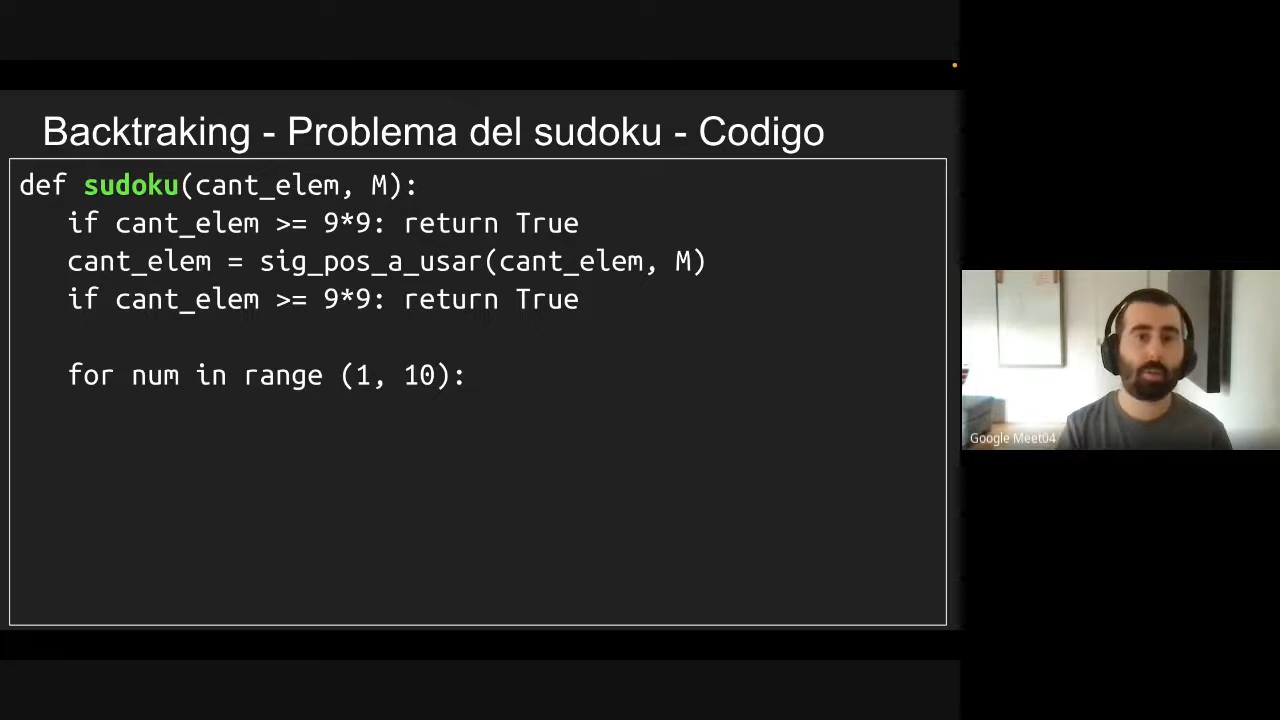 Backtraking - Problema del sudoku - Codigo
def sudoku(cant_elem, M):
if cant_elem >= 9*9: return True
cant_elem = sig_pos_a_usar(cant_elem, M)
if cant_elem >= 9*9: return True
for num in range (1, 10):
Google Meet04